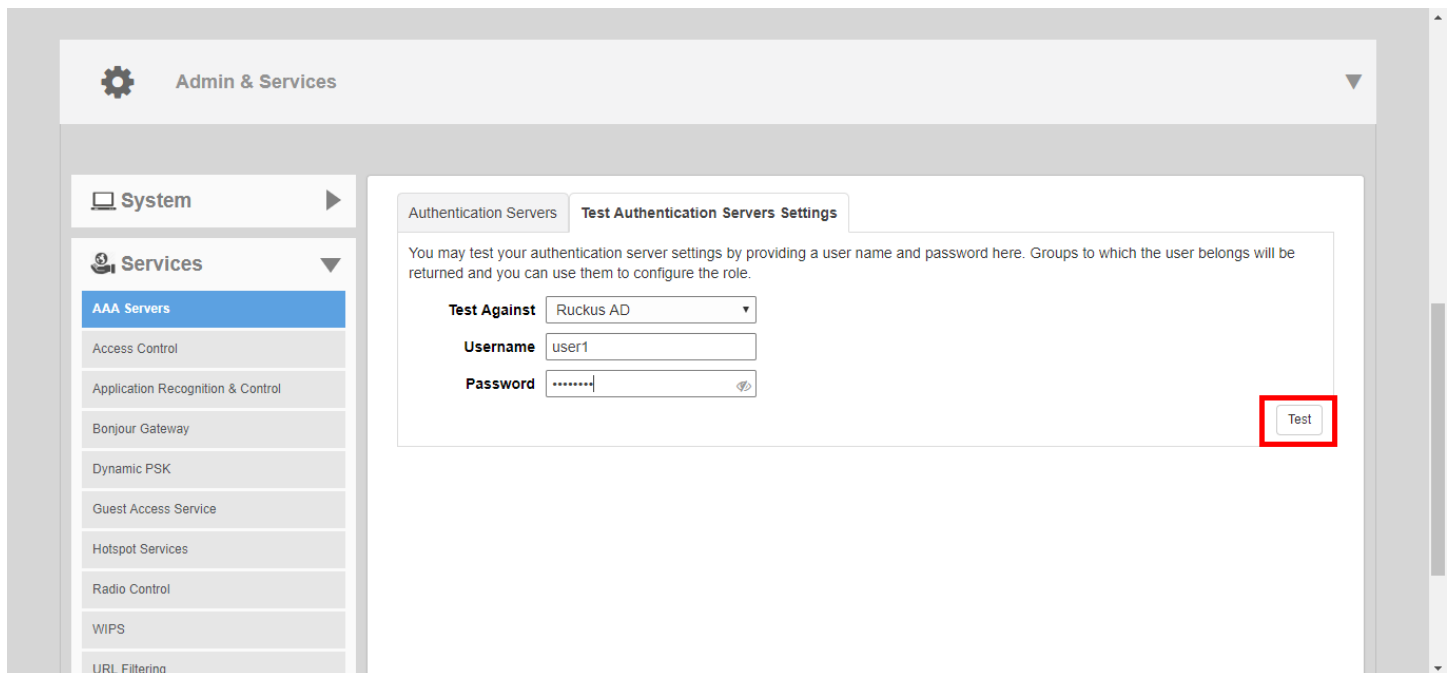 Admin & Services
System
Services
AAA Servers
Access Control
Application Recognition & Control
Bonjour Gateway
Dynamic PSK
Guest Access Service
Hotspot Services
Radio Control
WIPS
URL Filtering
Authentication Servers
Test Authentication Servers Settings
You may test your authentication server settings by providing a user name and password here. Groups to which the user belongs will be
returned and you can use them to configure the role.
Test Against Ruckus AD
Username user1
Password ••••••••
Test